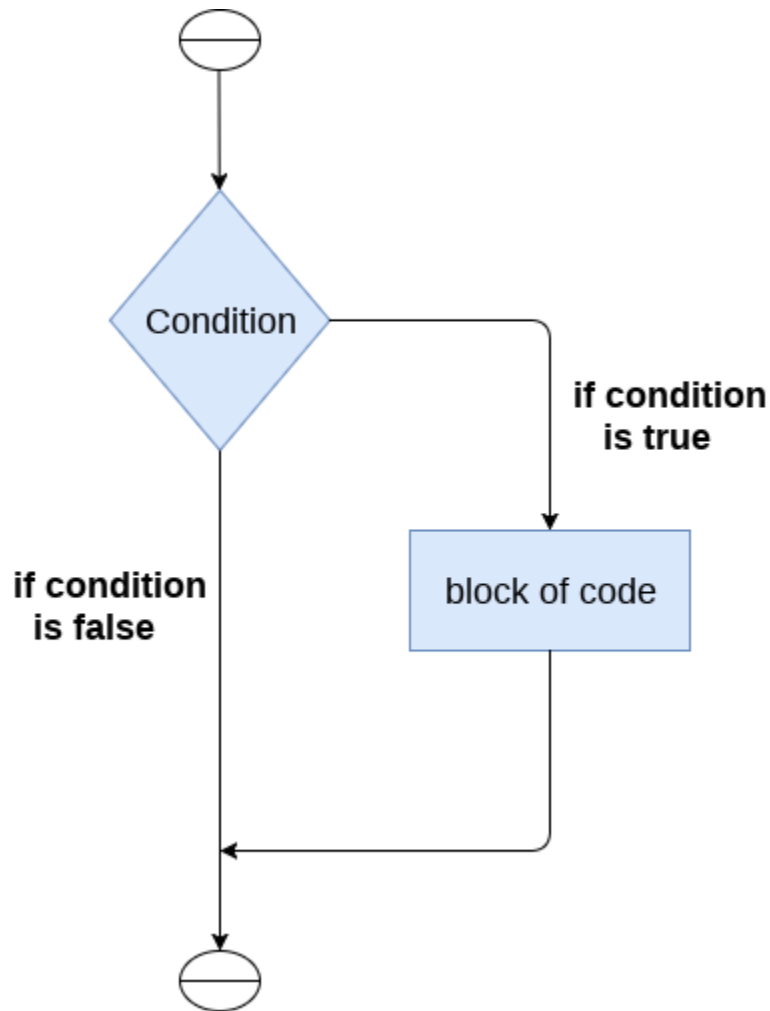 Condition
if condition
is true
if condition
is false
block of code